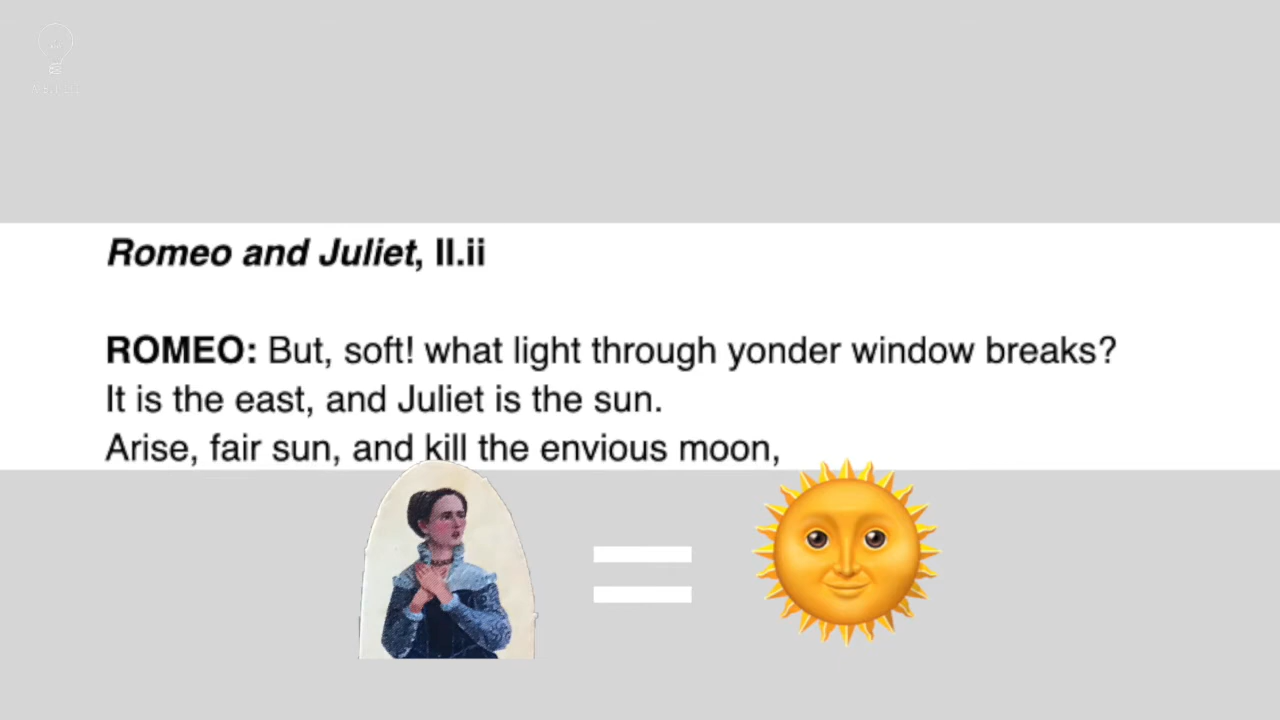 Romeo and Juliet, II.ii
ROMEO: But, soft! what light through yonder window breaks?
It is the east, and Juliet is the sun.
Arise, fair sun, and kill the envious moon,